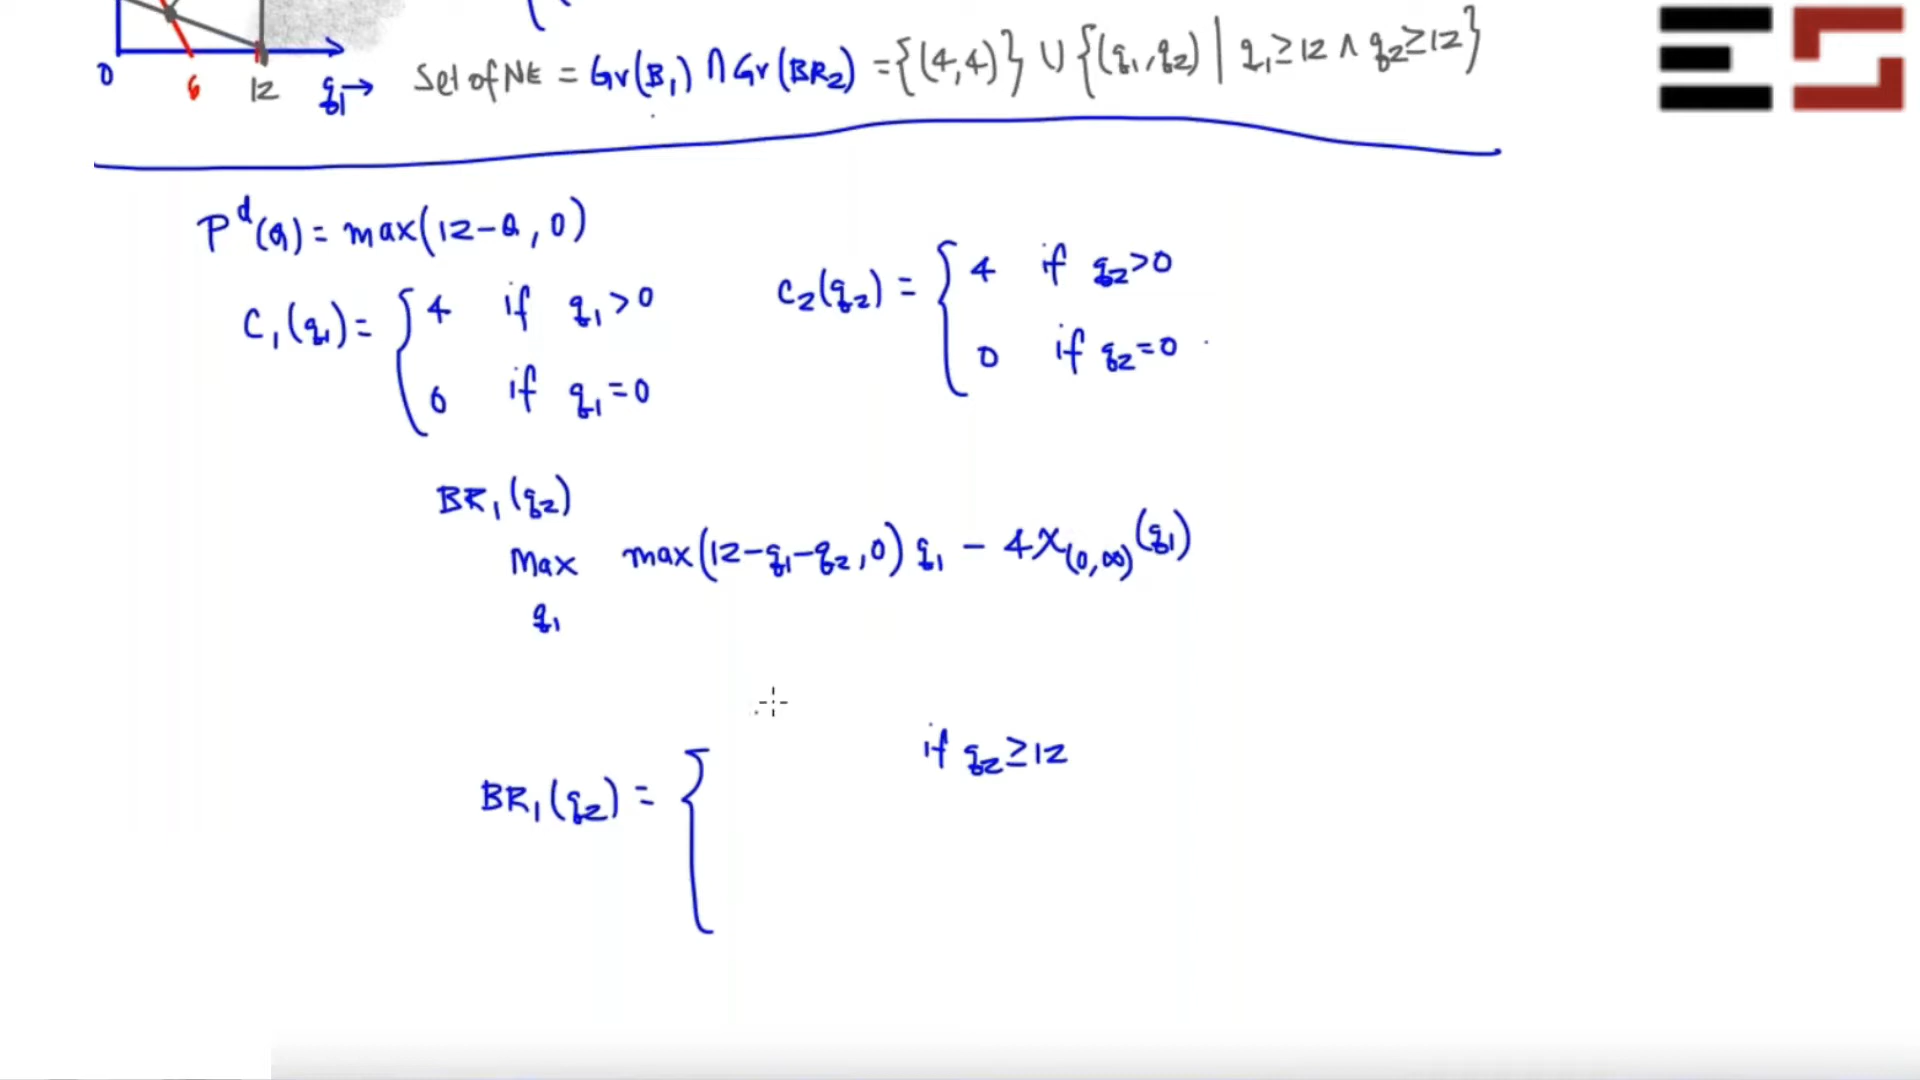 0 6 12 q₁→
Set of NE = Gr(B₁) ∩ Gr(BR₂) = {(4,4)} ∪ {(q₁,q₂) | q₁≥12 ∧ q₂≥12}
Pᵈ(Q) = max(12-Q, 0)
C₁(q₁) = { 4 if q₁>0
0 if q₁=0
C₂(q₂) = { 4 if q₂>0
0 if q₂=0
BR₁(q₂)
Max max(12-q₁-q₂,0) q₁ - 4χ₍₀,∞₎(q₁)
q₁
BR₁(q₂) = { if q₂≥12